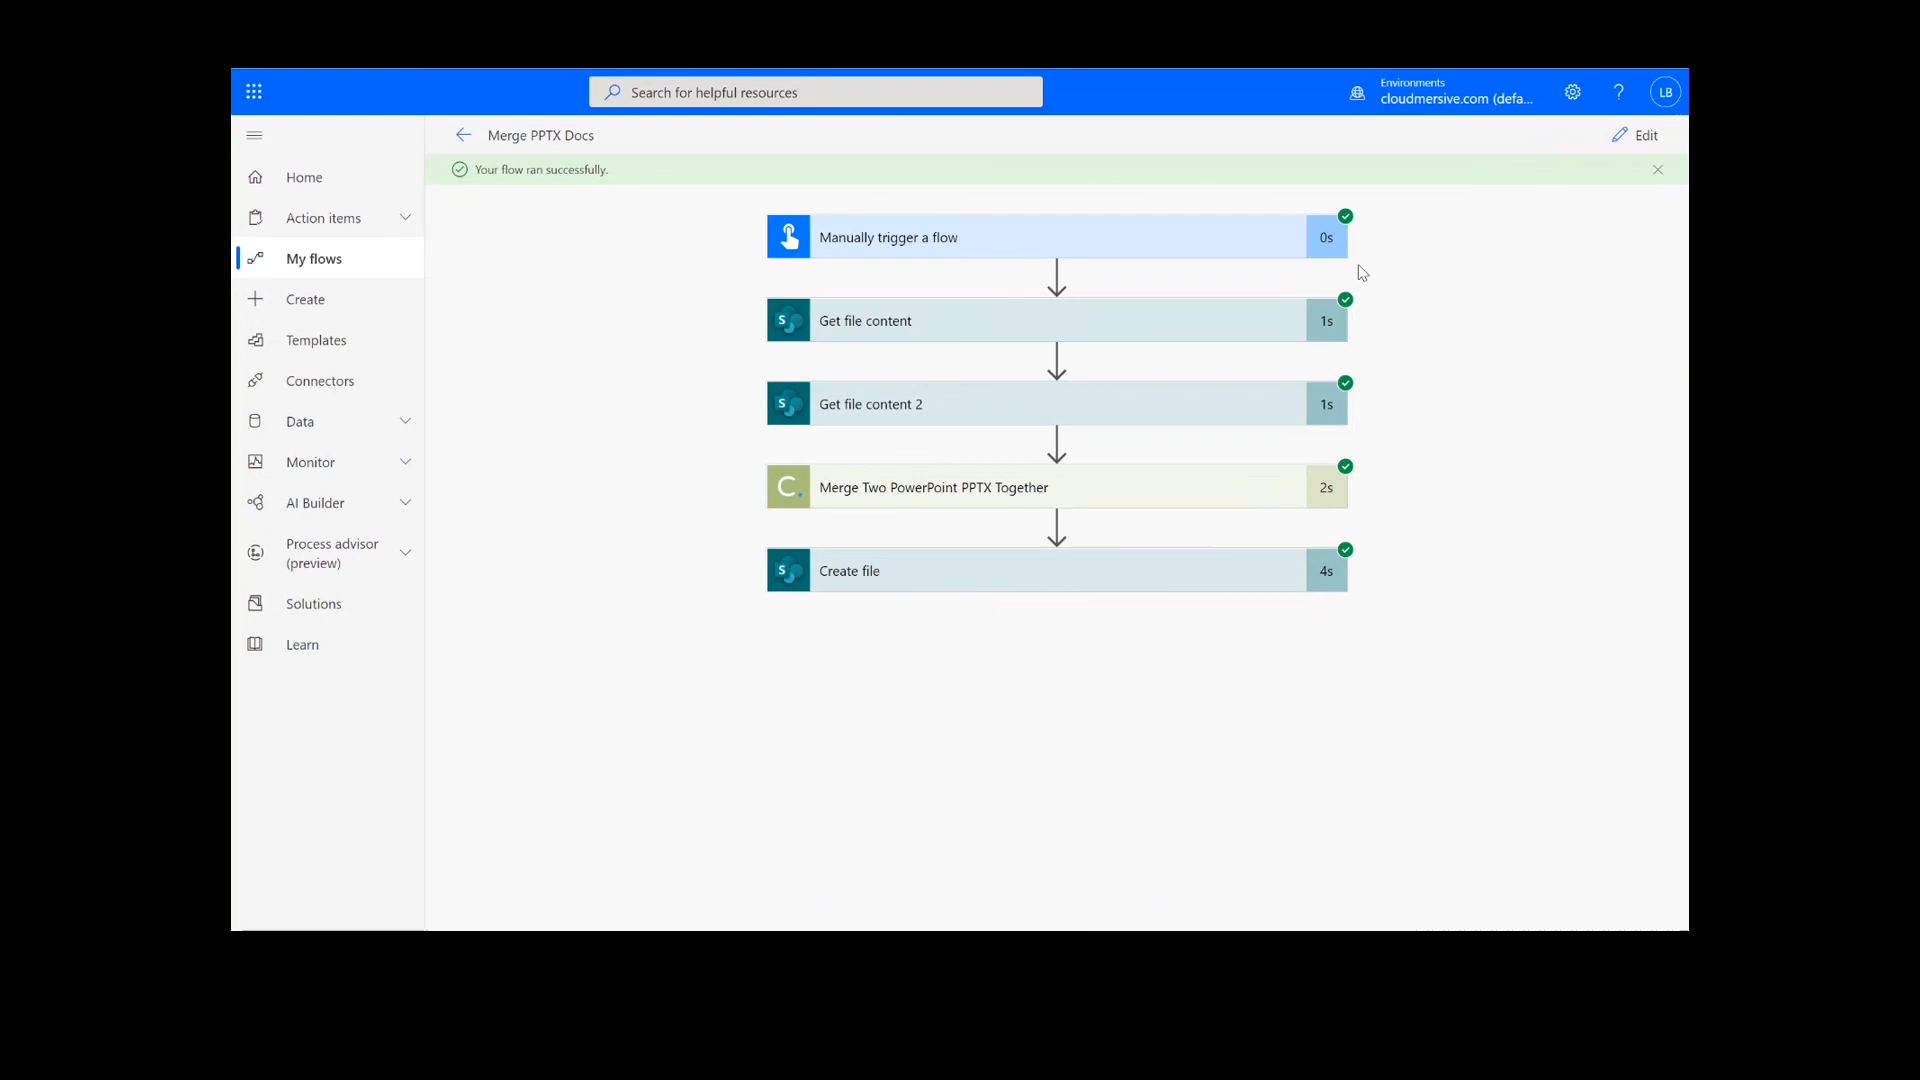 Search for helpful resources
Environments
cloudmersive.com (defa...
?
LB
Merge PPTX Docs
Edit
Your flow ran successfully.
Home
Action items
My flows
Create
Templates
Connectors
Data
Monitor
AI Builder
Process advisor
(preview)
Solutions
Learn
Manually trigger a flow
0s
S
Get file content
1s
S
Get file content 2
1s
C.
Merge Two PowerPoint PPTX Together
2s
S
Create file
4s